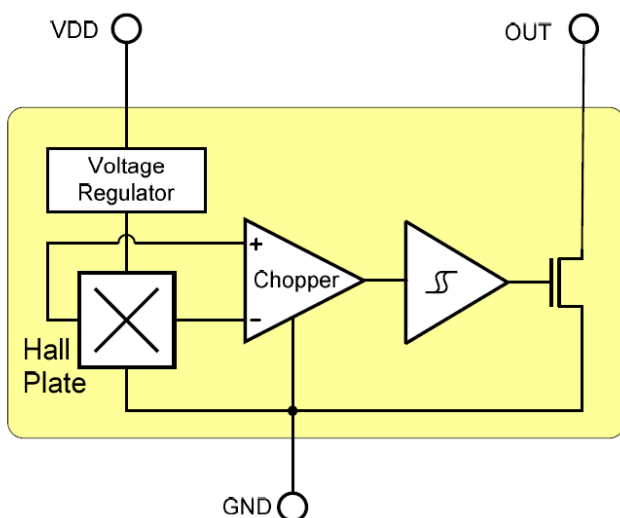 VDD
OUT
Voltage
Regulator
+
Chopper
-
Hall
Plate
GND